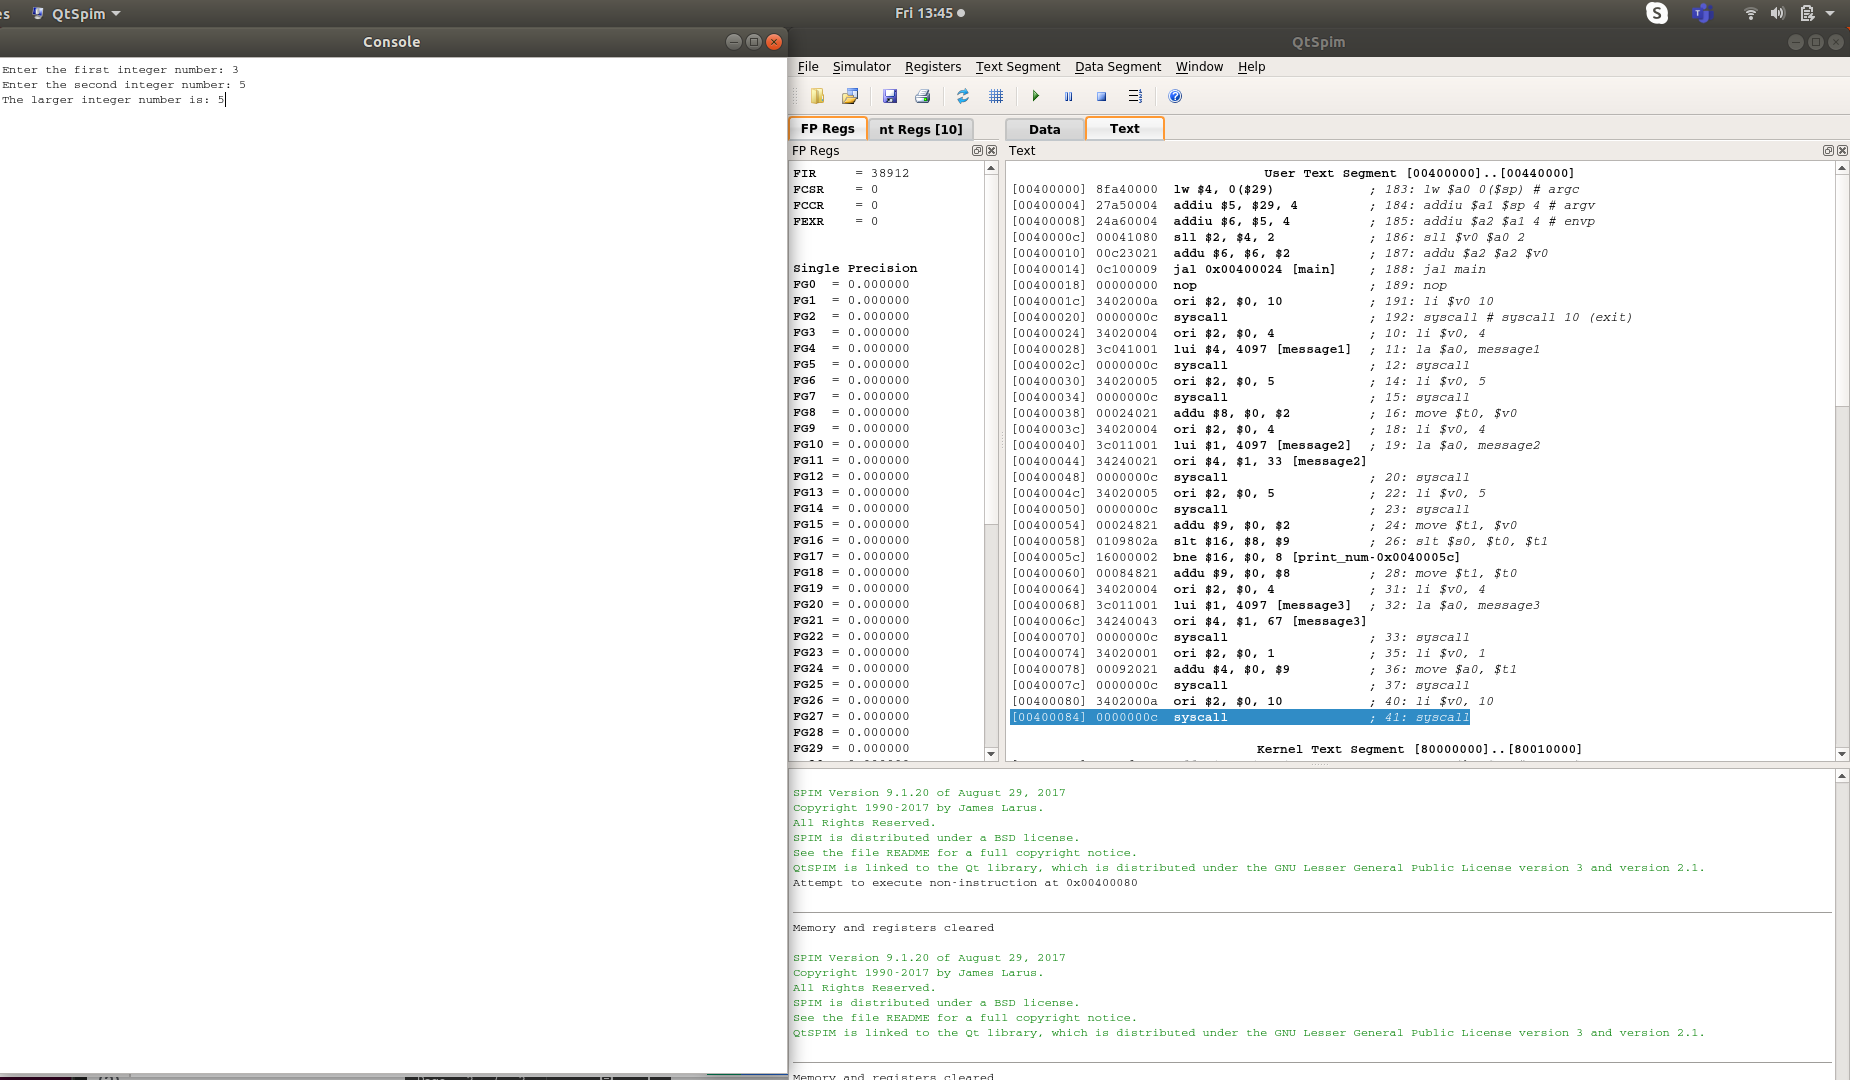 es QtSpim Fri 13:45
Console
Enter the first integer number: 3
Enter the second integer number: 5
The larger integer number is: 5
QtSpim
File Simulator Registers Text Segment Data Segment Window Help
FP Regs nt Regs [10] Data Text
FP Regs
FIR = 38912
FCSR = 0
FCCR = 0
FEXR = 0
Single Precision
FG0 = 0.000000
FG1 = 0.000000
FG2 = 0.000000
FG3 = 0.000000
FG4 = 0.000000
FG5 = 0.000000
FG6 = 0.000000
FG7 = 0.000000
FG8 = 0.000000
FG9 = 0.000000
FG10 = 0.000000
FG11 = 0.000000
FG12 = 0.000000
FG13 = 0.000000
FG14 = 0.000000
FG15 = 0.000000
FG16 = 0.000000
FG17 = 0.000000
FG18 = 0.000000
FG19 = 0.000000
FG20 = 0.000000
FG21 = 0.000000
FG22 = 0.000000
FG23 = 0.000000
FG24 = 0.000000
FG25 = 0.000000
FG26 = 0.000000
FG27 = 0.000000
FG28 = 0.000000
FG29 = 0.000000
Text
User Text Segment [00400000]..[00440000]
[00400000] 8fa40000 lw $4, 0($29) ; 183: lw $a0 0($sp) # argc
[00400004] 27a50004 addiu $5, $29, 4 ; 184: addiu $a1 $sp 4 # argv
[00400008] 24a60004 addiu $6, $5, 4 ; 185: addiu $a2 $a1 4 # envp
[0040000c] 00041080 sll $2, $4, 2 ; 186: sll $v0 $a0 2
[00400010] 00c23021 addu $6, $6, $2 ; 187: addu $a2 $a2 $v0
[00400014] 0c100009 jal 0x00400024 [main] ; 188: jal main
[00400018] 00000000 nop ; 189: nop
[0040001c] 3402000a ori $2, $0, 10 ; 191: li $v0 10
[00400020] 0000000c syscall ; 192: syscall # syscall 10 (exit)
[00400024] 34020004 ori $2, $0, 4 ; 10: li $v0, 4
[00400028] 3c041001 lui $4, 4097 [message1] ; 11: la $a0, message1
[0040002c] 0000000c syscall ; 12: syscall
[00400030] 34020005 ori $2, $0, 5 ; 14: li $v0, 5
[00400034] 0000000c syscall ; 15: syscall
[00400038] 00024021 addu $8, $0, $2 ; 16: move $t0, $v0
[0040003c] 34020004 ori $2, $0, 4 ; 18: li $v0, 4
[00400040] 3c011001 lui $1, 4097 [message2] ; 19: la $a0, message2
[00400044] 34240021 ori $4, $1, 33 [message2]
[00400048] 0000000c syscall ; 20: syscall
[0040004c] 34020005 ori $2, $0, 5 ; 22: li $v0, 5
[00400050] 0000000c syscall ; 23: syscall
[00400054] 00024821 addu $9, $0, $2 ; 24: move $t1, $v0
[00400058] 0109802a slt $16, $8, $9 ; 26: slt $s0, $t0, $t1
[0040005c] 16000002 bne $16, $0, 8 [print_num-0x0040005c]
[00400060] 00084821 addu $9, $0, $8 ; 28: move $t1, $t0
[00400064] 34020004 ori $2, $0, 4 ; 31: li $v0, 4
[00400068] 3c011001 lui $1, 4097 [message3] ; 32: la $a0, message3
[0040006c] 34240043 ori $4, $1, 67 [message3]
[00400070] 0000000c syscall ; 33: syscall
[00400074] 34020001 ori $2, $0, 1 ; 35: li $v0, 1
[00400078] 00092021 addu $4, $0, $9 ; 36: move $a0, $t1
[0040007c] 0000000c syscall ; 37: syscall
[00400080] 3402000a ori $2, $0, 10 ; 40: li $v0, 10
[00400084] 0000000c syscall ; 41: syscall
Kernel Text Segment [80000000]..[80010000]
SPIM Version 9.1.20 of August 29, 2017
Copyright 1990-2017 by James Larus.
All Rights Reserved.
SPIM is distributed under a BSD license.
See the file README for a full copyright notice.
QtSPIM is linked to the Qt library, which is distributed under the GNU Lesser General Public License version 3 and version 2.1.
Attempt to execute non-instruction at 0x00400080
Memory and registers cleared
SPIM Version 9.1.20 of August 29, 2017
Copyright 1990-2017 by James Larus.
All Rights Reserved.
SPIM is distributed under a BSD license.
See the file README for a full copyright notice.
QtSPIM is linked to the Qt library, which is distributed under the GNU Lesser General Public License version 3 and version 2.1.
Memory and registers cleared